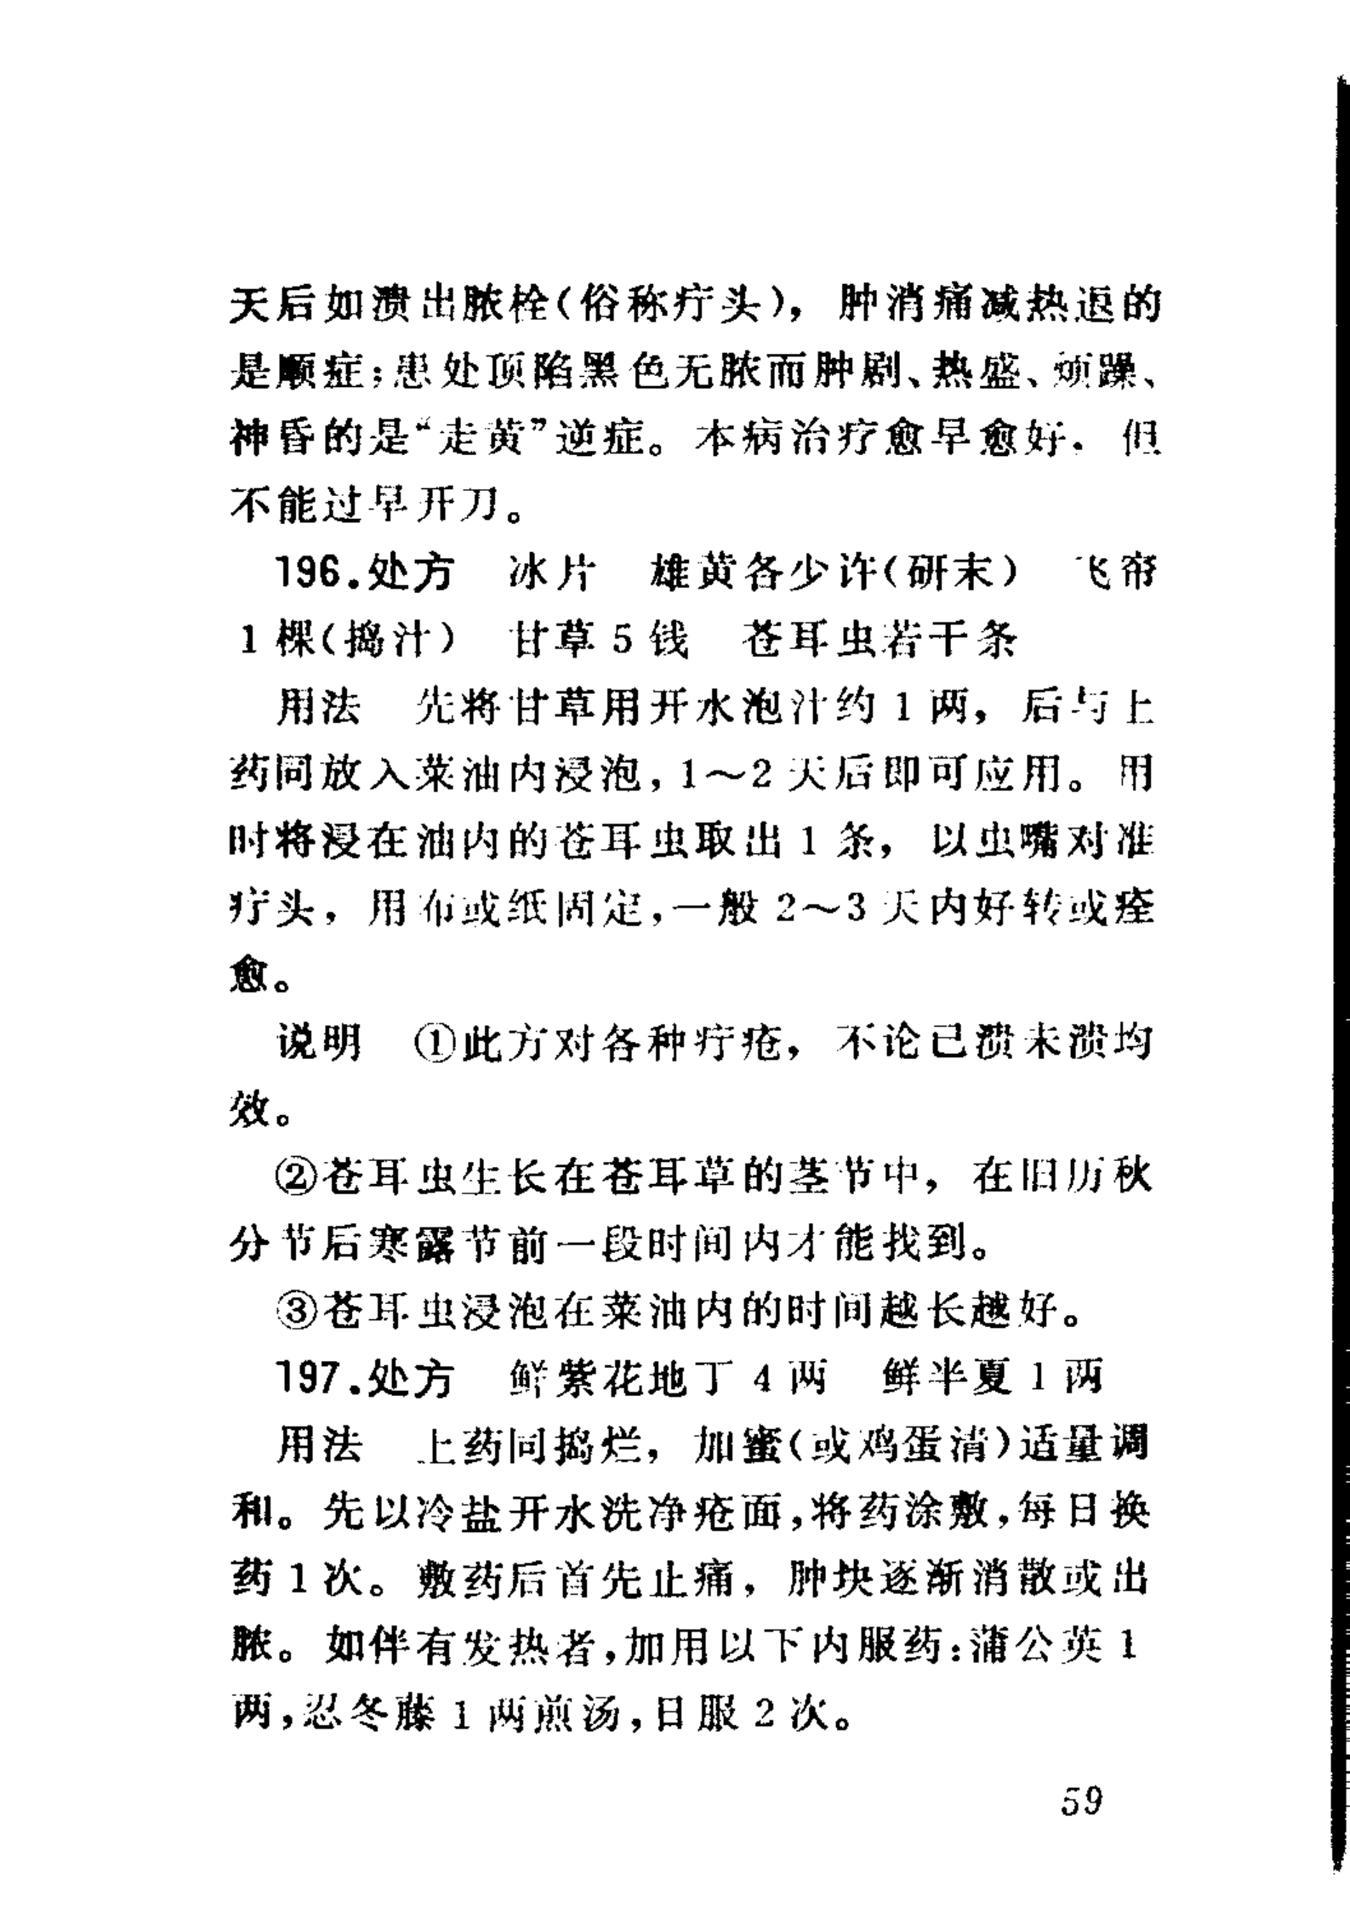 天后如溃出脓栓(俗称疔头)，肿消痛减热退的
是顺症；患处顶陷黑色无脓而肿剧、热盛、烦躁、
神昏的是“走黄”逆症。本病治疗愈早愈好．但
不能过早开刀。
196.处方　冰片　雄黄各少许(研末)　飞帘
1棵(捣汁)　甘草5钱　苍耳虫若干条
用法　先将甘草用开水泡汁约1两，后与上
药同放入菜油内浸泡，1～2天后即可应用。用
时将浸在油内的苍耳虫取出1条，以虫嘴对准
疔头，用布或纸固定，一般2～3天内好转或痊
愈。
说明　①此方对各种疔疮，不论已溃未溃均
效。
②苍耳虫生长在苍耳草的茎节中，在旧历秋
分节后寒露节前一段时间内才能找到。
③苍耳虫浸泡在菜油内的时间越长越好。
197.处方　鲜紫花地丁4两　鲜半夏1两
用法　上药同捣烂，加蜜(或鸡蛋清)适量调
和。先以冷盐开水洗净疮面，将药涂敷，每日换
药1次。敷药后首先止痛，肿块逐渐消散或出
脓。如伴有发热者，加用以下内服药：蒲公英1
两，忍冬藤1两煎汤，日服2次。
59